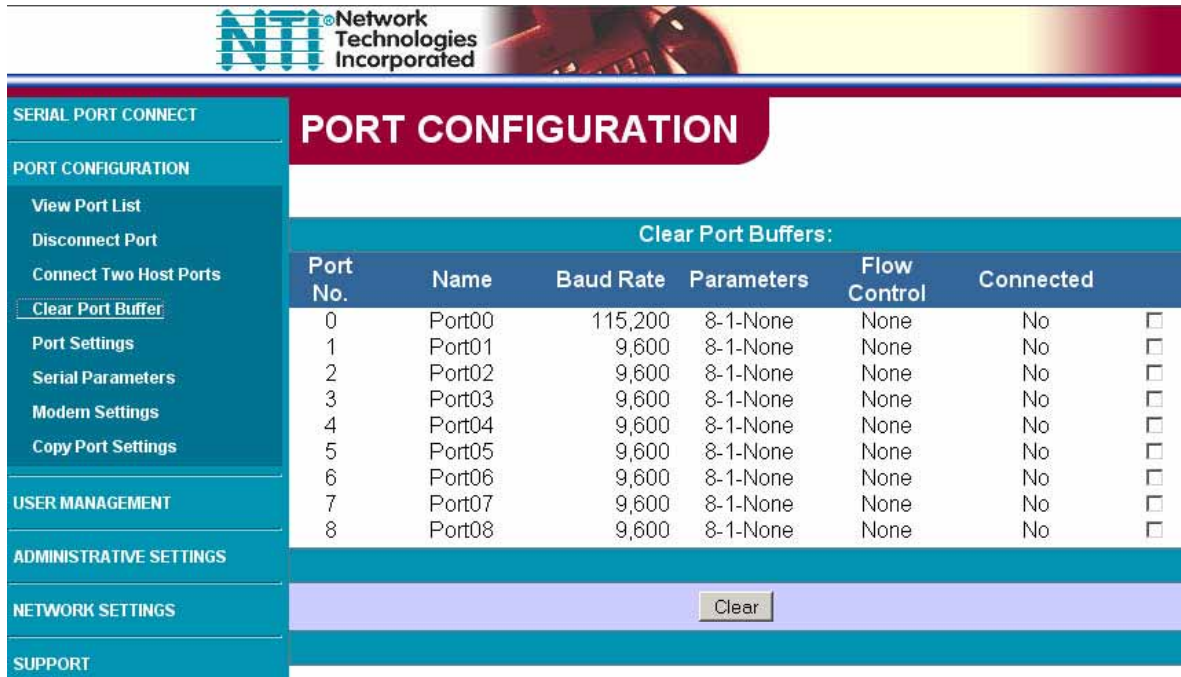 NTI® Network
Technologies
Incorporated
SERIAL PORT CONNECT
PORT CONFIGURATION
View Port List
Disconnect Port
Connect Two Host Ports
Clear Port Buffer
Port Settings
Serial Parameters
Modem Settings
Copy Port Settings
USER MANAGEMENT
ADMINISTRATIVE SETTINGS
NETWORK SETTINGS
SUPPORT
PORT CONFIGURATION
Clear Port Buffers:
Port No. Name Baud Rate Parameters Flow Control Connected
0 Port00 115,200 8-1-None None No
1 Port01 9,600 8-1-None None No
2 Port02 9,600 8-1-None None No
3 Port03 9,600 8-1-None None No
4 Port04 9,600 8-1-None None No
5 Port05 9,600 8-1-None None No
6 Port06 9,600 8-1-None None No
7 Port07 9,600 8-1-None None No
8 Port08 9,600 8-1-None None No
Clear